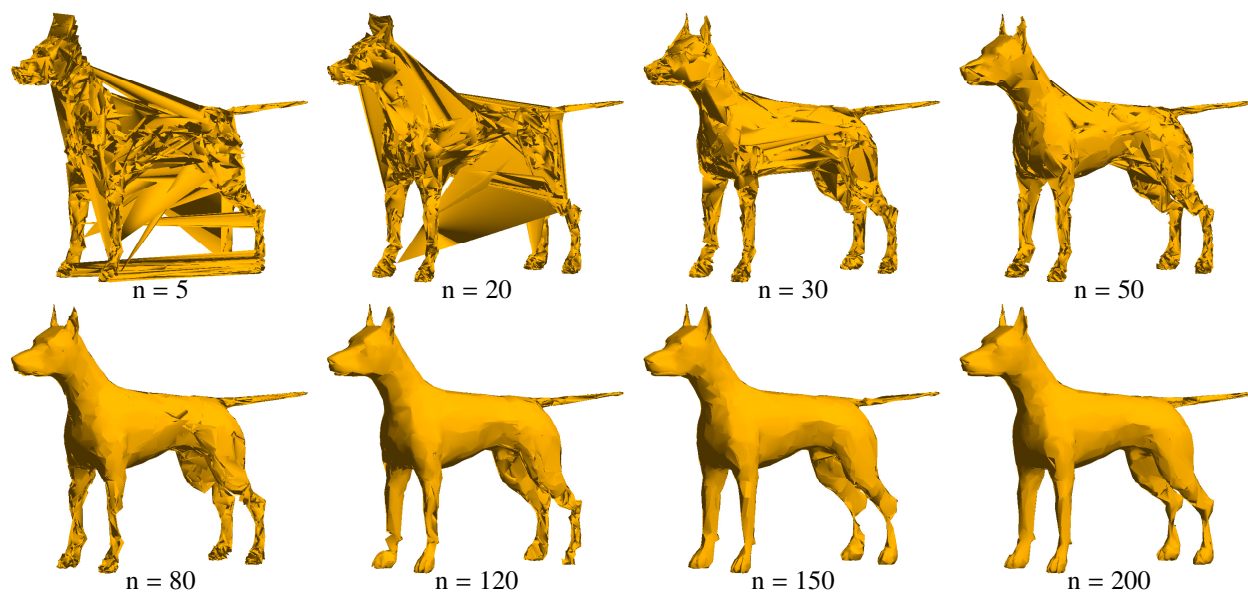 n = 5
n = 20
n = 30
n = 50
n = 80
n = 120
n = 150
n = 200